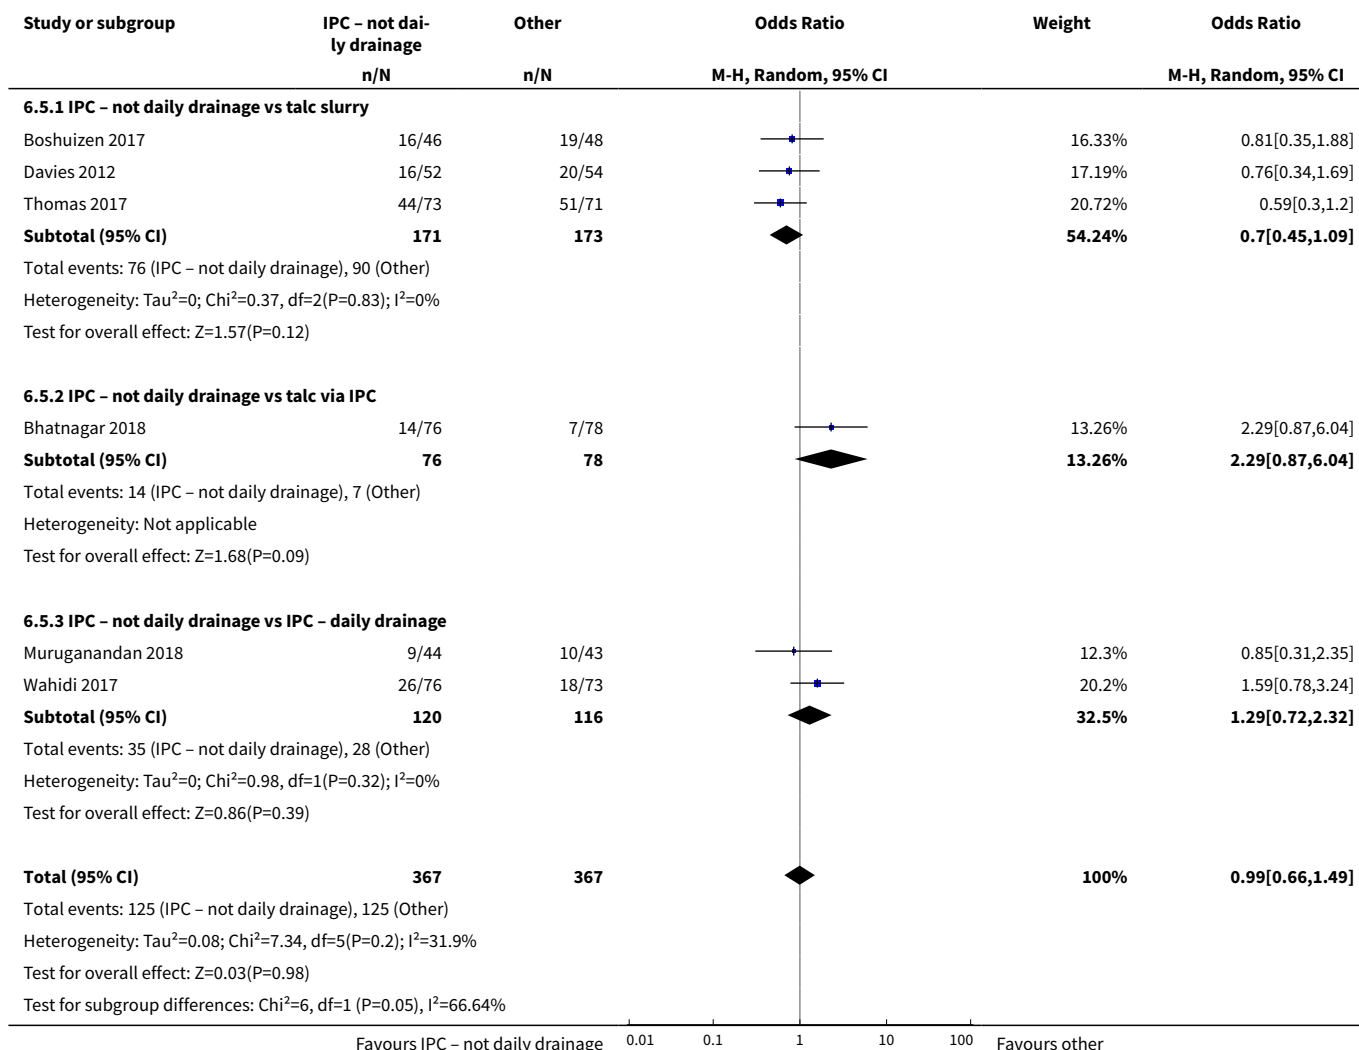 Study or subgroup IPC – not dai- Other Odds Ratio Weight Odds Ratio
ly drainage
n/N n/N M-H, Random, 95% CI M-H, Random, 95% CI
6.5.1 IPC – not daily drainage vs talc slurry
Boshuizen 2017 16/46 19/48 16.33% 0.81[0.35,1.88]
Davies 2012 16/52 20/54 17.19% 0.76[0.34,1.69]
Thomas 2017 44/73 51/71 20.72% 0.59[0.3,1.2]
Subtotal (95% CI) 171 173 54.24% 0.7[0.45,1.09]
Total events: 76 (IPC – not daily drainage), 90 (Other)
Heterogeneity: Tau²=0; Chi²=0.37, df=2(P=0.83); I²=0%
Test for overall effect: Z=1.57(P=0.12)
6.5.2 IPC – not daily drainage vs talc via IPC
Bhatnagar 2018 14/76 7/78 13.26% 2.29[0.87,6.04]
Subtotal (95% CI) 76 78 13.26% 2.29[0.87,6.04]
Total events: 14 (IPC – not daily drainage), 7 (Other)
Heterogeneity: Not applicable
Test for overall effect: Z=1.68(P=0.09)
6.5.3 IPC – not daily drainage vs IPC – daily drainage
Muruganandan 2018 9/44 10/43 12.3% 0.85[0.31,2.35]
Wahidi 2017 26/76 18/73 20.2% 1.59[0.78,3.24]
Subtotal (95% CI) 120 116 32.5% 1.29[0.72,2.32]
Total events: 35 (IPC – not daily drainage), 28 (Other)
Heterogeneity: Tau²=0; Chi²=0.98, df=1(P=0.32); I²=0%
Test for overall effect: Z=0.86(P=0.39)
Total (95% CI) 367 367 100% 0.99[0.66,1.49]
Total events: 125 (IPC – not daily drainage), 125 (Other)
Heterogeneity: Tau²=0.08; Chi²=7.34, df=5(P=0.2); I²=31.9%
Test for overall effect: Z=0.03(P=0.98)
Test for subgroup differences: Chi²=6, df=1 (P=0.05), I²=66.64%
Favours IPC – not daily drainage 0.01 0.1 1 10 100 Favours other